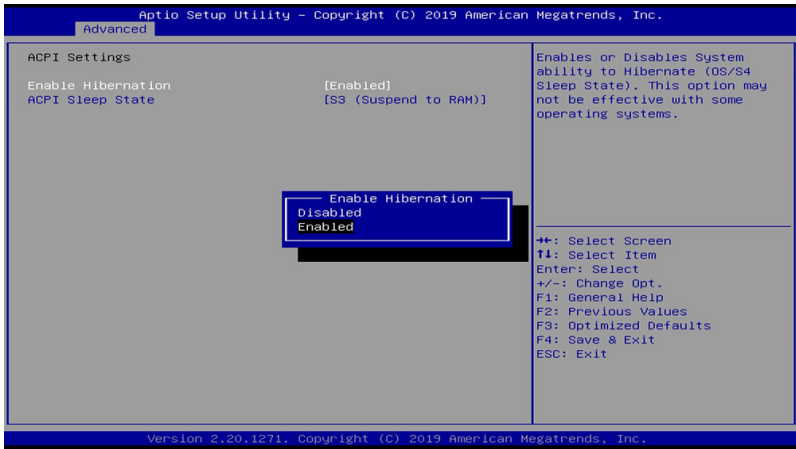 Aptio Setup Utility – Copyright (C) 2019 American Megatrends, Inc.
Advanced
ACPI Settings
Enable Hibernation [Enabled]
ACPI Sleep State [S3 (Suspend to RAM)]
Enable Hibernation
Disabled
Enabled
Enables or Disables System
ability to Hibernate (OS/S4
Sleep State). This option may
not be effective with some
operating systems.
→←: Select Screen
↑↓: Select Item
Enter: Select
+/-: Change Opt.
F1: General Help
F2: Previous Values
F3: Optimized Defaults
F4: Save & Exit
ESC: Exit
Version 2.20.1271. Copyright (C) 2019 American Megatrends, Inc.